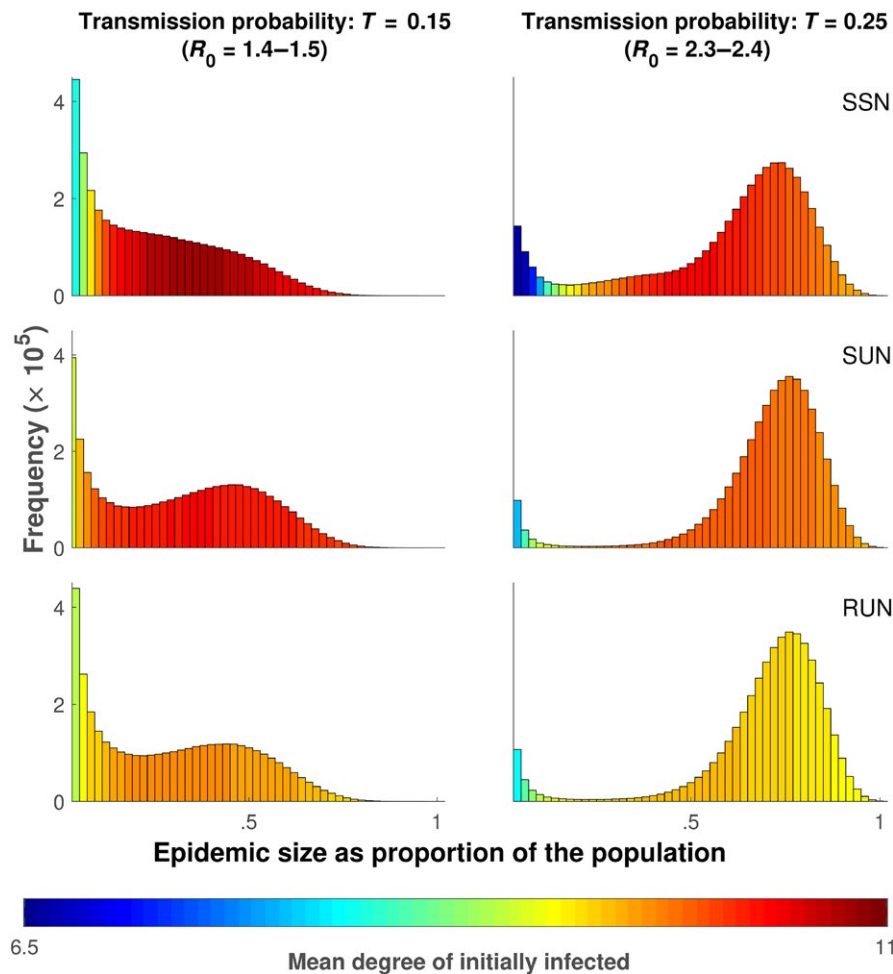 Transmission probability: T = 0.15
(R0 = 1.4–1.5)
Transmission probability: T = 0.25
(R0 = 2.3–2.4)
4
2
0
SSN
4
2
0
SUN
Frequency (× 10^5)
4
2
0
RUN
.5
1
.5
1
Epidemic size as proportion of the population
6.5
11
Mean degree of initially infected